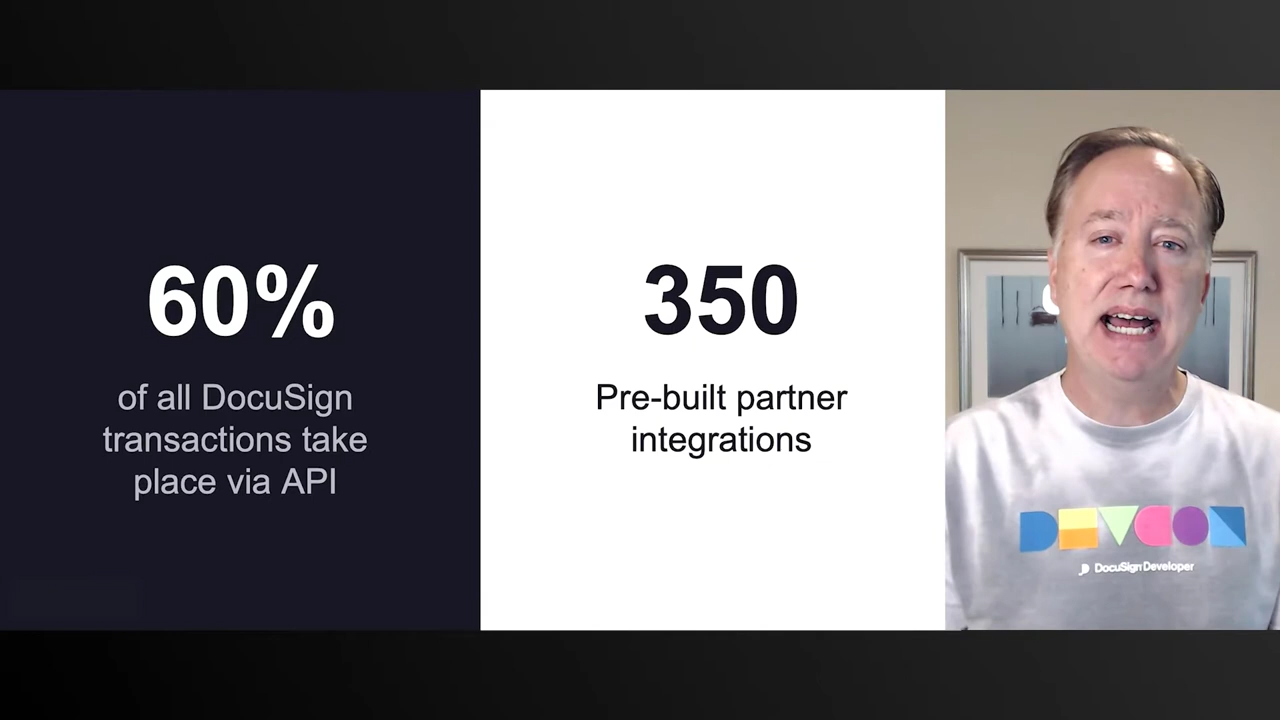 60%
of all DocuSign
transactions take
place via API
350
Pre-built partner
integrations
DEVCON
DocuSign Developer